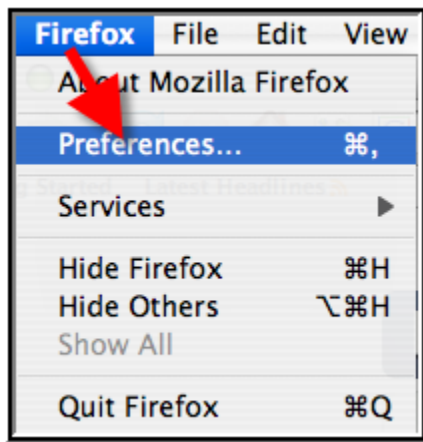 Firefox File Edit View
About Mozilla Firefox
Preferences... ⌘,
Services ▶
Hide Firefox ⌘H
Hide Others ⌥⌘H
Show All
Quit Firefox ⌘Q